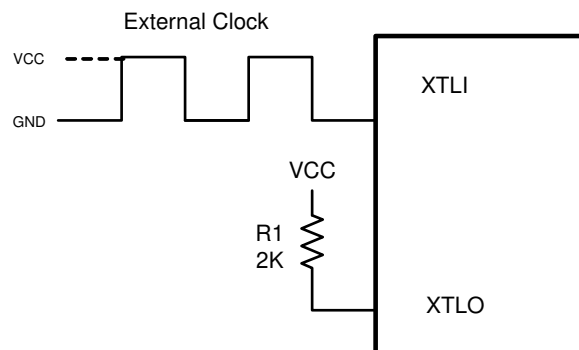 External Clock
VCC
GND
XTLI
VCC
R1
2K
XTLO